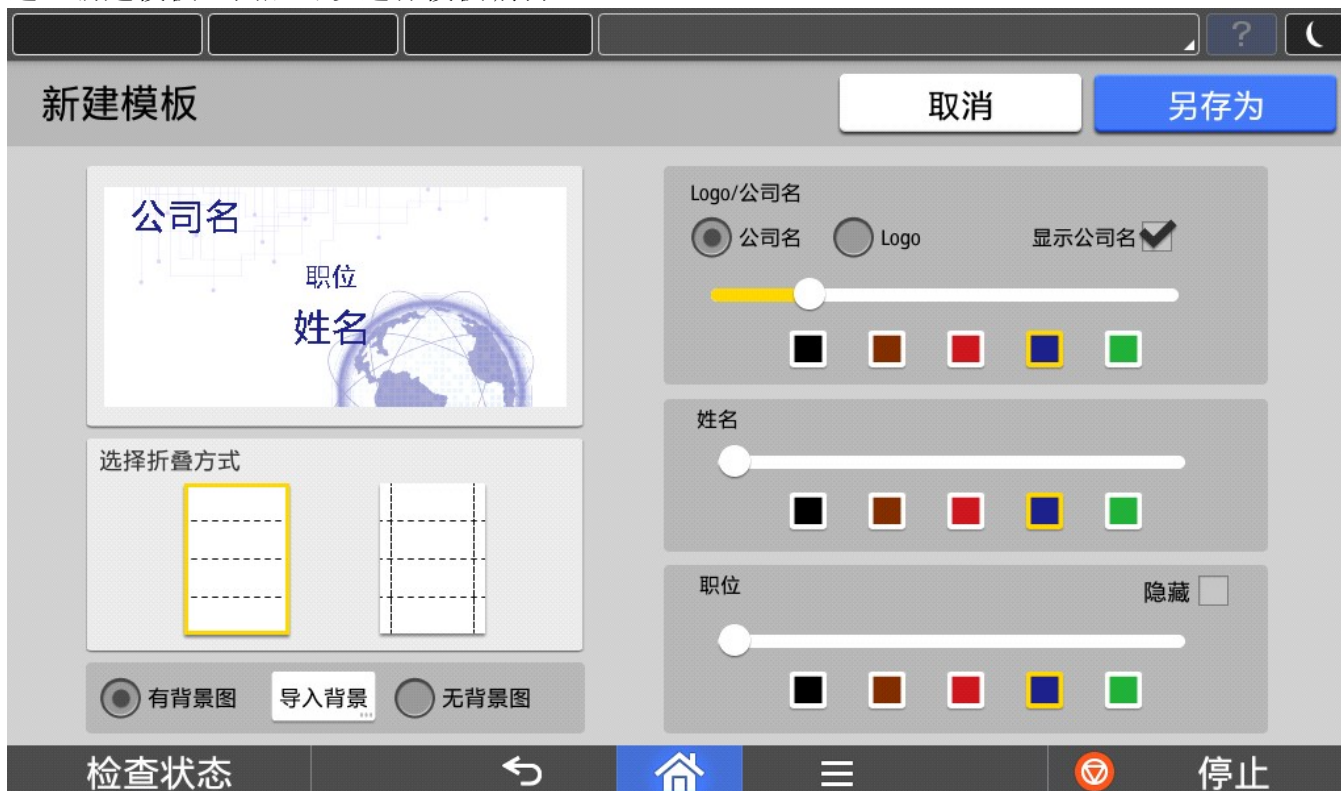 ?
新建模板
取消
另存为
公司名
职位
姓名
选择折叠方式
有背景图
导入背景
无背景图
Logo/公司名
公司名
Logo
显示公司名
姓名
职位
隐藏
检查状态
停止